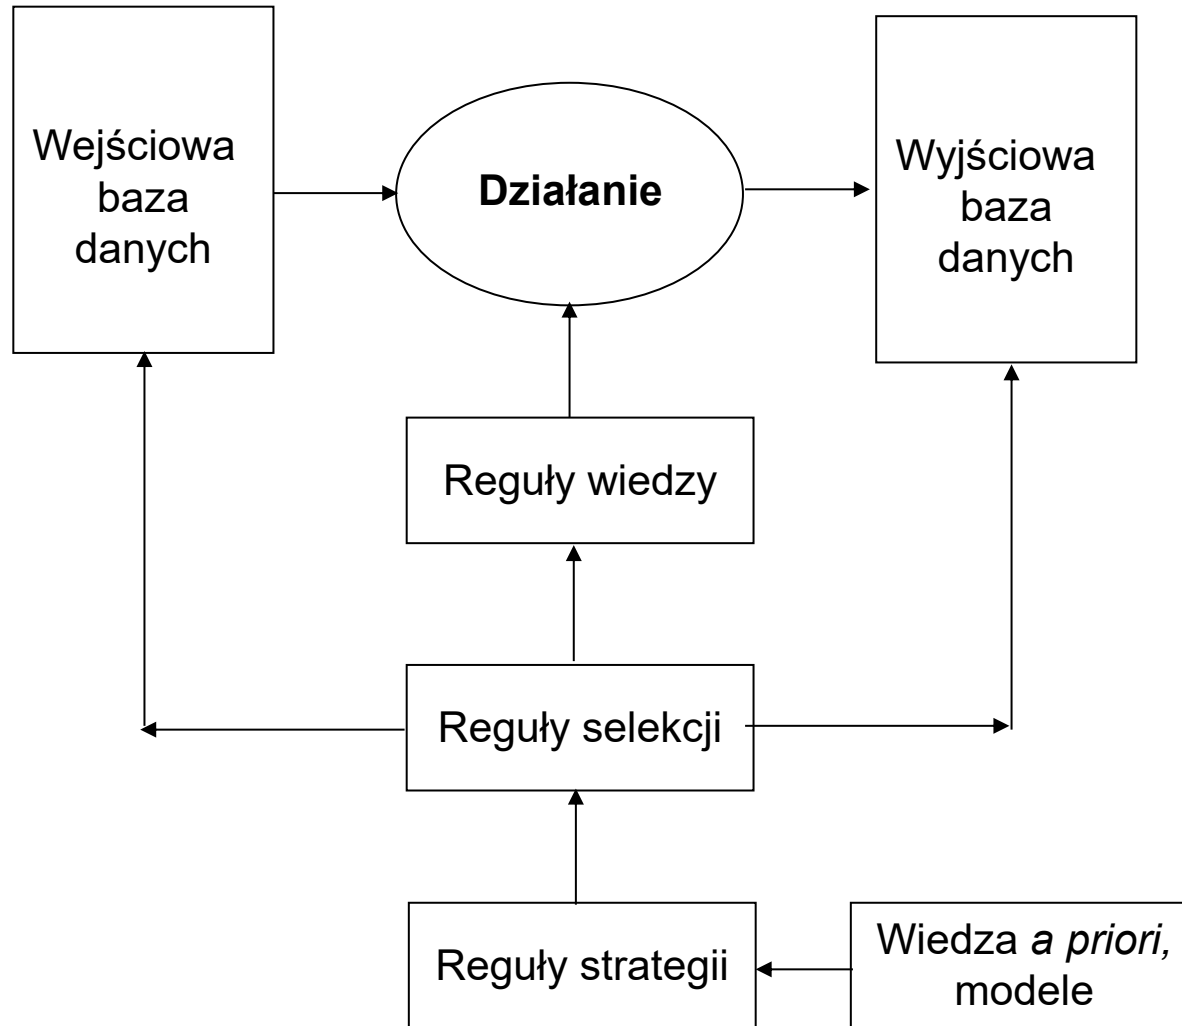 Wejściowa
baza
danych
Działanie
Wyjściowa
baza
danych
Reguły wiedzy
Reguły selekcji
Reguły strategii
Wiedza a priori,
modele